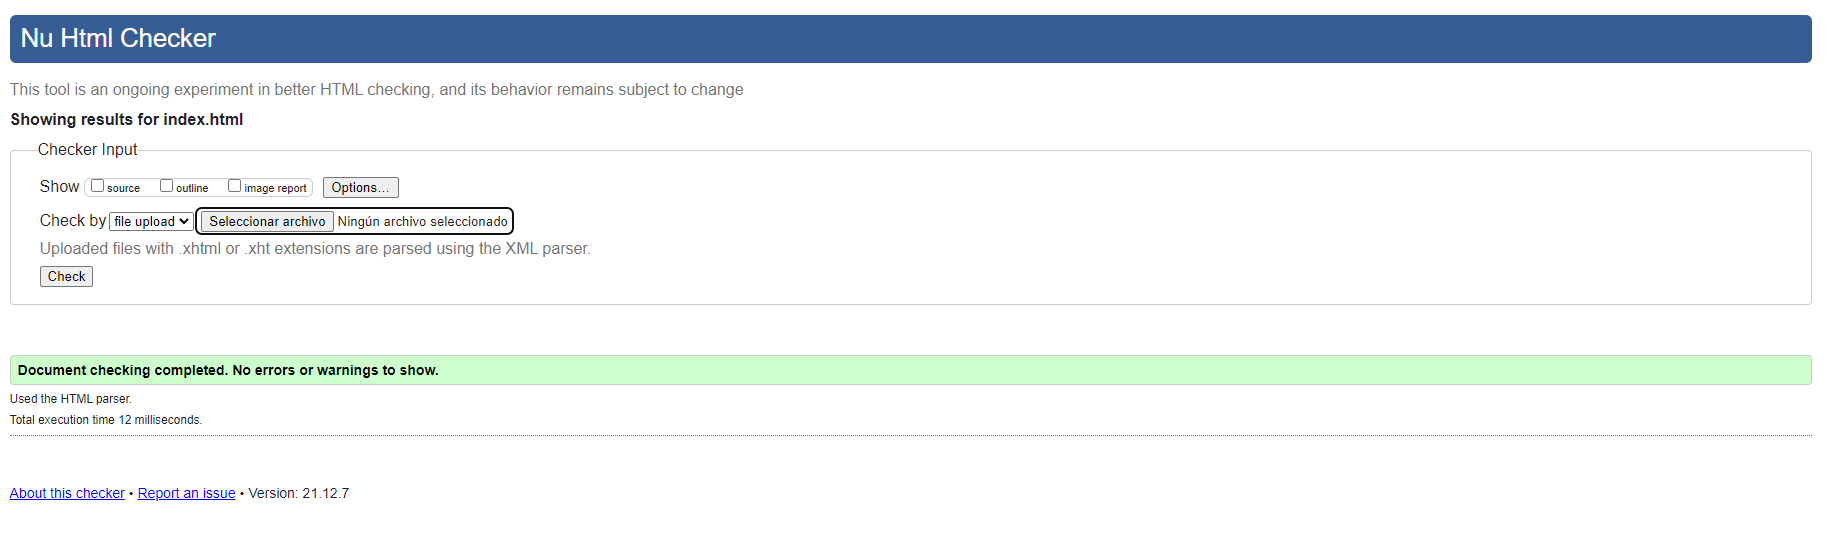 Nu Html Checker
This tool is an ongoing experiment in better HTML checking, and its behavior remains subject to change
Showing results for index.html
Checker Input
Show source outline image report Options...
Check by file upload Seleccionar archivo Ningún archivo seleccionado
Uploaded files with .xhtml or .xht extensions are parsed using the XML parser.
Check
Document checking completed. No errors or warnings to show.
Used the HTML parser.
Total execution time 12 milliseconds.
About this checker • Report an issue • Version: 21.12.7